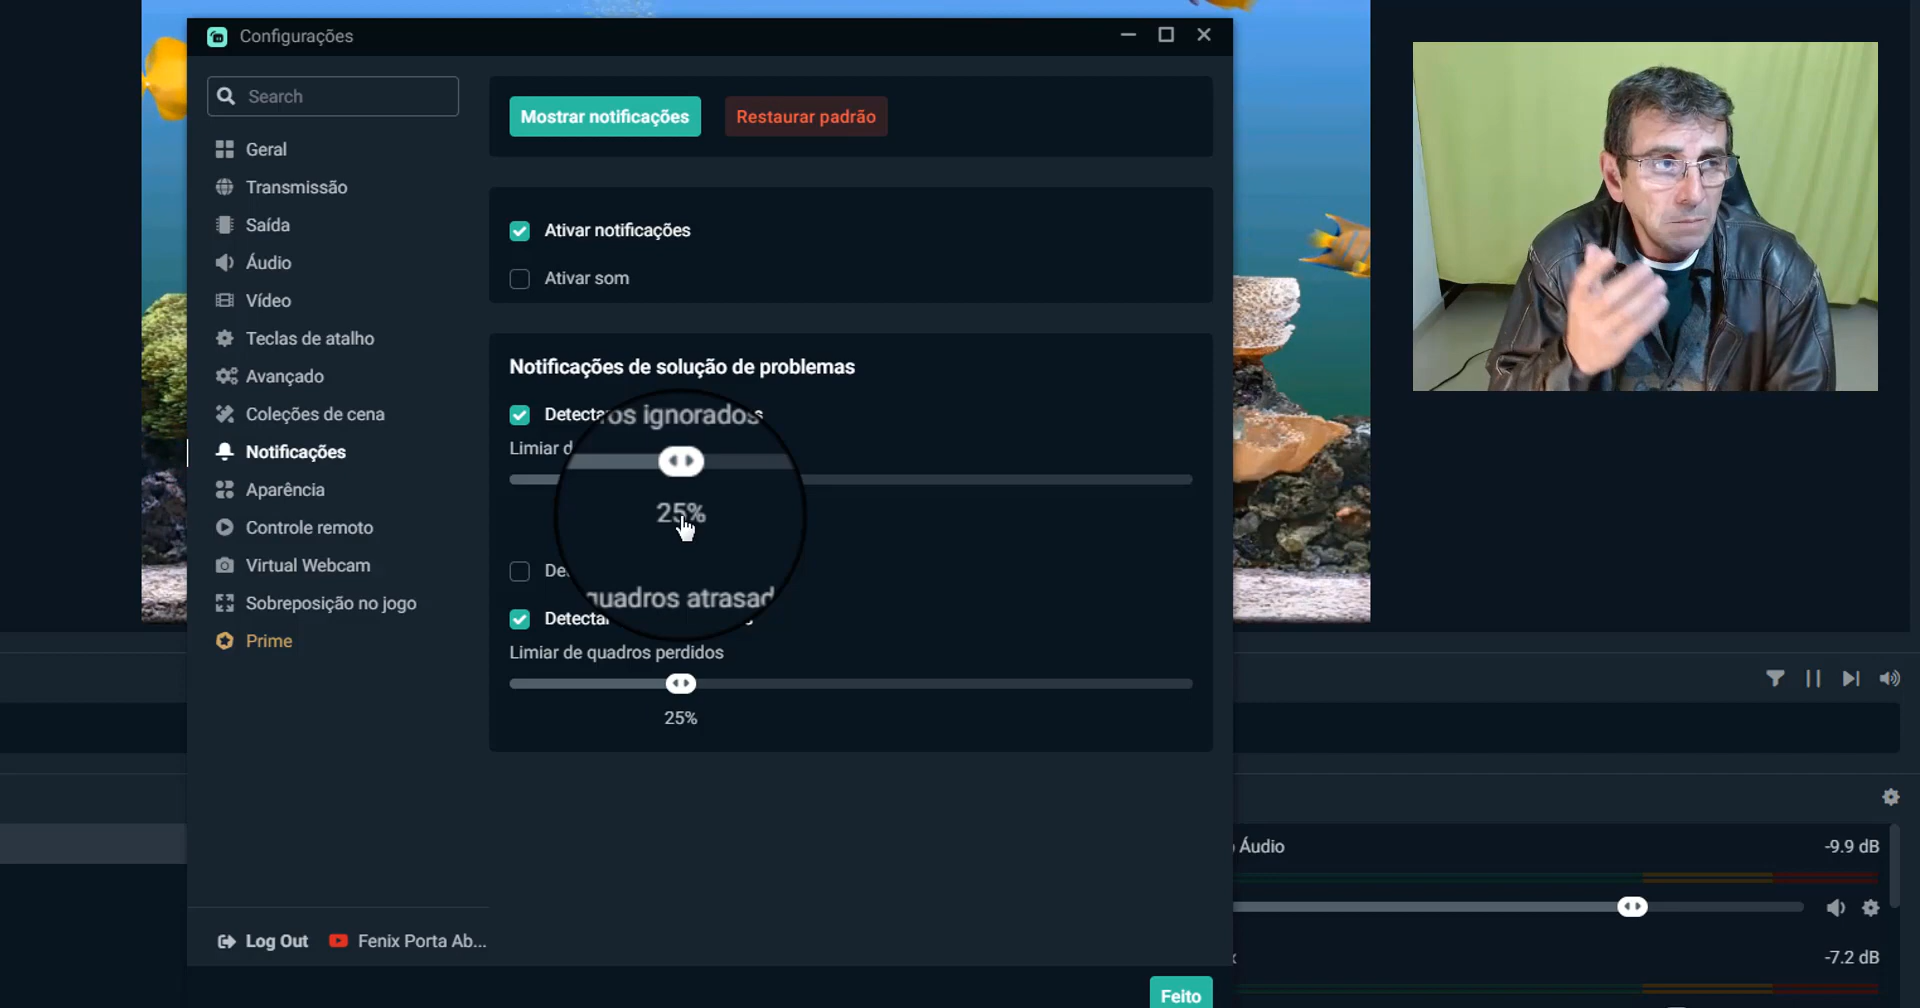 Configurações
Search
Mostrar notificações
Restaurar padrão
Geral
Transmissão
Saída
Áudio
Vídeo
Teclas de atalho
Avançado
Coleções de cena
Notificações
Aparência
Controle remoto
Virtual Webcam
Sobreposição no jogo
Prime
Ativar notificações
Ativar som
Notificações de solução de problemas
Detecta os ignorados
Limiar d
25%
De
quadros atrasad
Detectar
Limiar de quadros perdidos
25%
Áudio
-9.9 dB
-7.2 dB
Log Out
Fenix Porta Ab...
Feito